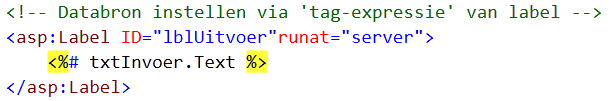 <!-- Databron instellen via 'tag-expressie' van label -->
<asp:Label ID="lblUitvoer"runat="server">
<%# txtInvoer.Text %>
</asp:Label>